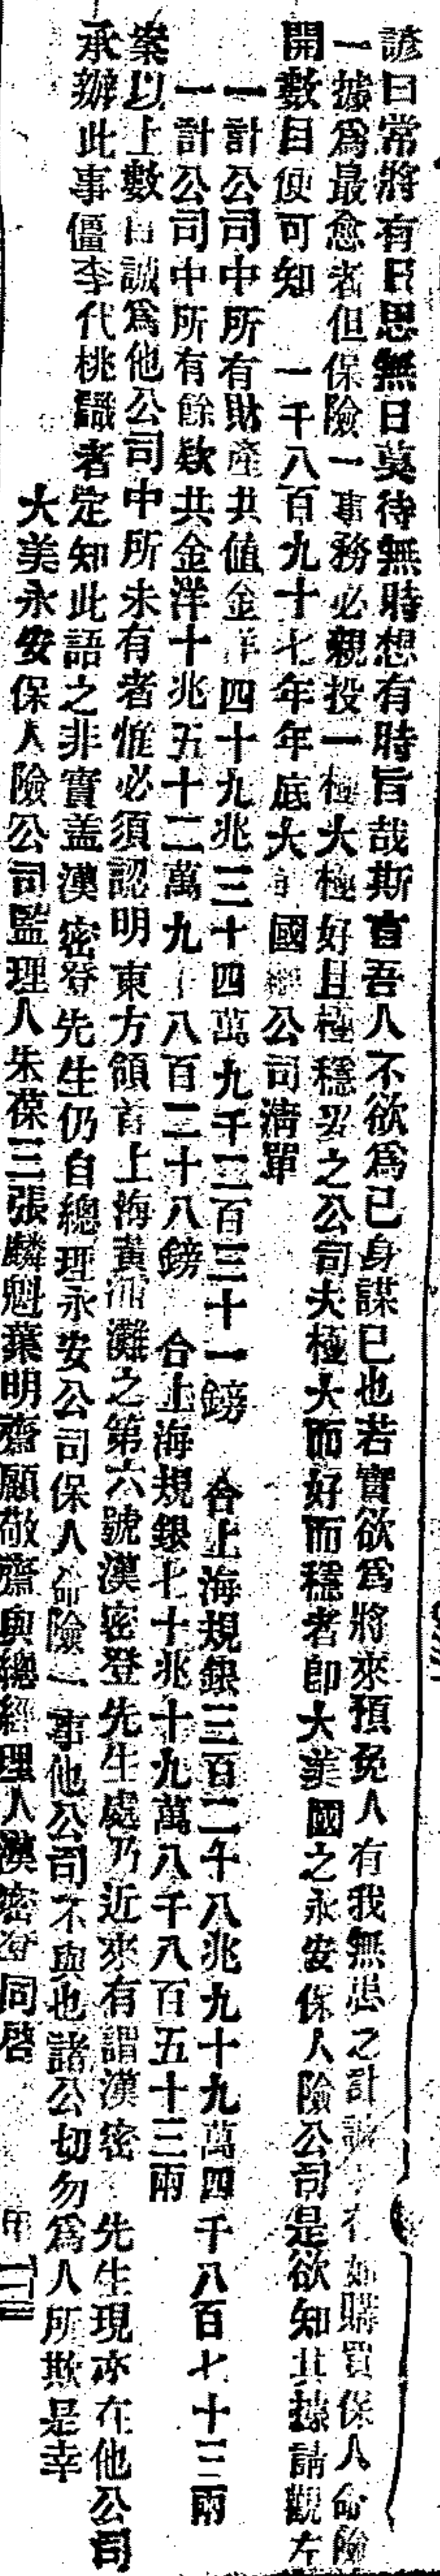 諺曰常將有日思無日莫待無時想有時旨哉斯言吾人不欲爲已身謀已也若實欲爲將來預免人有我無患之計誠 在如購買保人命險
一據爲最愈者但保險一事務必親投一極大極好且極穩妥之公司夫極大而好而穩者即大美國之永安保人險公司是欲知其據請觀左
開數目便可知 一千八百九十七年年底大 國 公司清單
一計公司中所有財產共值金洋四十九兆三十四萬九千二百三十一鎊 合上海規銀三百二十八兆九十九萬四千八百七十三兩
一計公司中所有餘款共金洋十兆五十二萬九 八百二十八鎊 合上海規銀七十兆十九萬八千八百五十三兩
案以上數目誠爲他公司中所未有者惟必須認明東方領首上海黃浦灘之第六號漢密登先生處乃近來有謂漢密 先生現亦在他公司
承辦此事僵李代桃識者定知此語之非實蓋漢密登先生仍自總理永安公司保人命險一事他公司不與也諸公切勿爲人所欺是幸
大美永安保人險公司監理人朱葆三張麟魁葉明齋顧敬齋與總經理人漢密登同啓